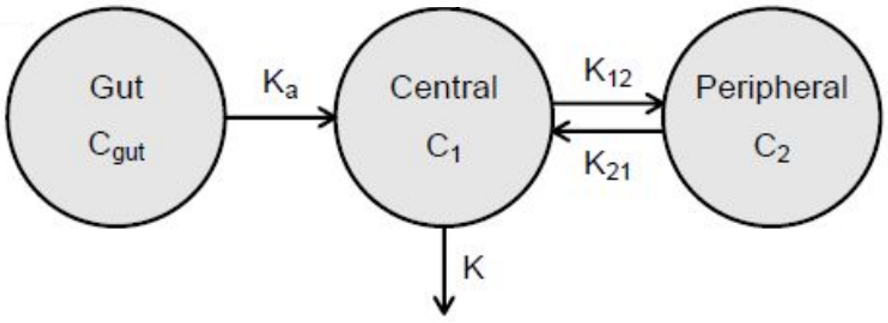 Gut
C_gut
K_a
Central
C_1
K_12
K_21
Peripheral
C_2
K